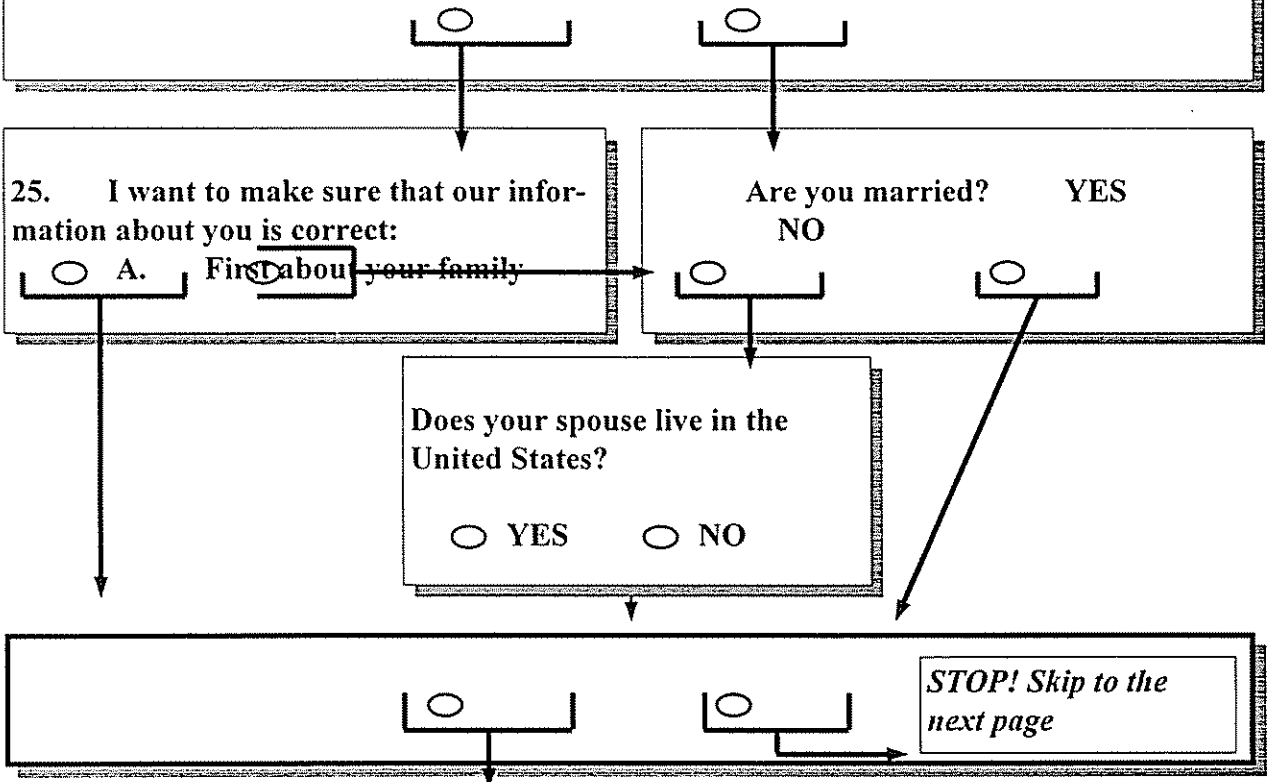 25. I want to make sure that our infor-
mation about you is correct:
A. First about your family
Are you married? YES
NO
Does your spouse live in the
United States?
YES NO
STOP! Skip to the
next page